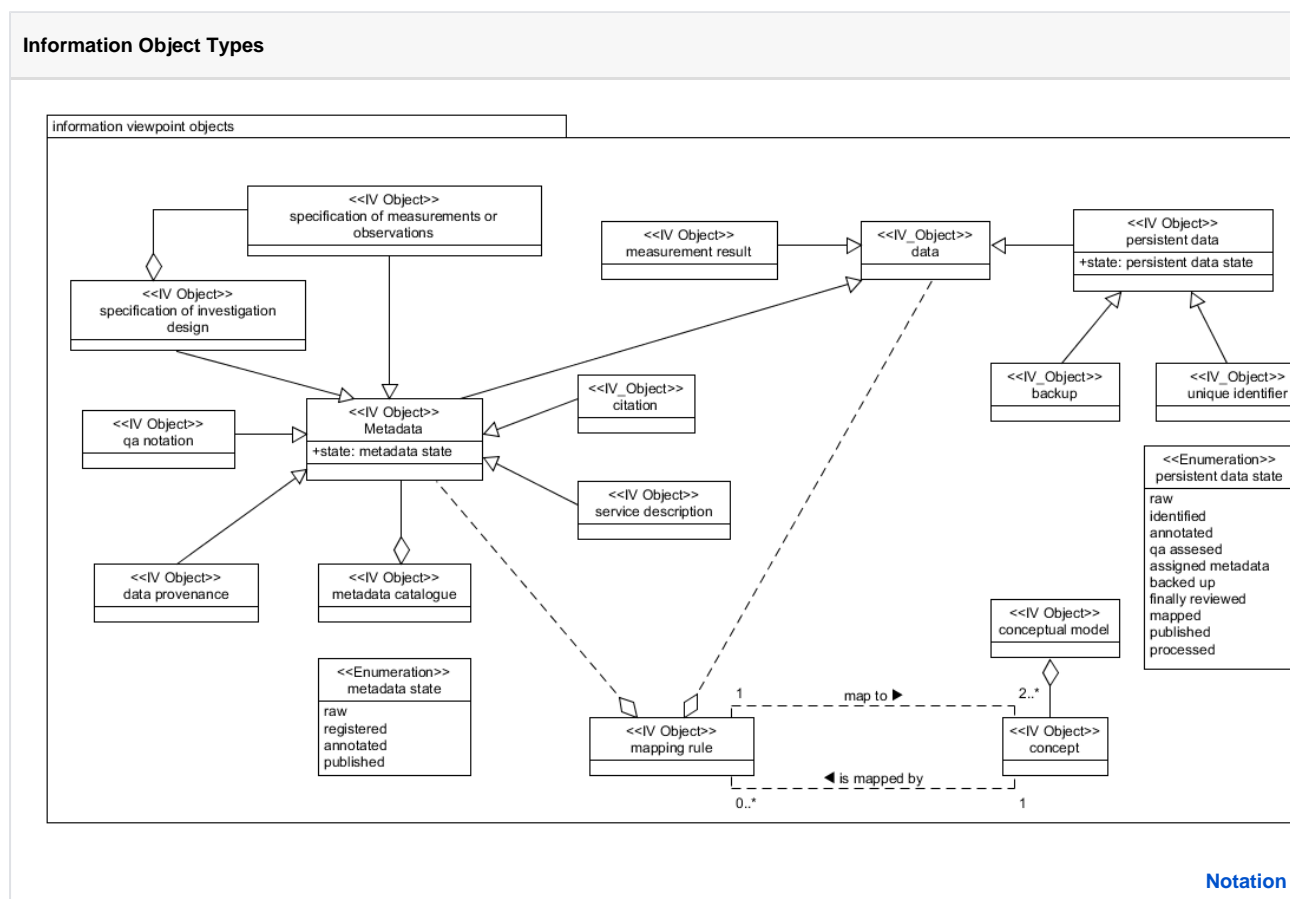 Information Object Types
information viewpoint objects
<<IV Object>>
specification of measurements or
observations
<<IV Object>>
measurement result
<<IV_Object>>
data
<<IV Object>>
persistent data
+state: persistent data state
<<IV Object>>
specification of investigation
design
<<IV_Object>>
backup
<<IV_Object>>
unique identifier
<<IV_Object>>
citation
<<IV Object>>
Metadata
+state: metadata state
<<IV Object>>
qa notation
<<IV Object>>
service description
<<Enumeration>>
persistent data state
raw
identified
annotated
qa assesed
assigned metadata
backed up
finally reviewed
mapped
published
processed
<<IV Object>>
data provenance
<<IV Object>>
metadata catalogue
<<IV Object>>
conceptual model
<<Enumeration>>
metadata state
raw
registered
annotated
published
1
map to ▶
2..*
<<IV Object>>
mapping rule
<<IV Object>>
concept
◀ is mapped by
0..*
1
Notation